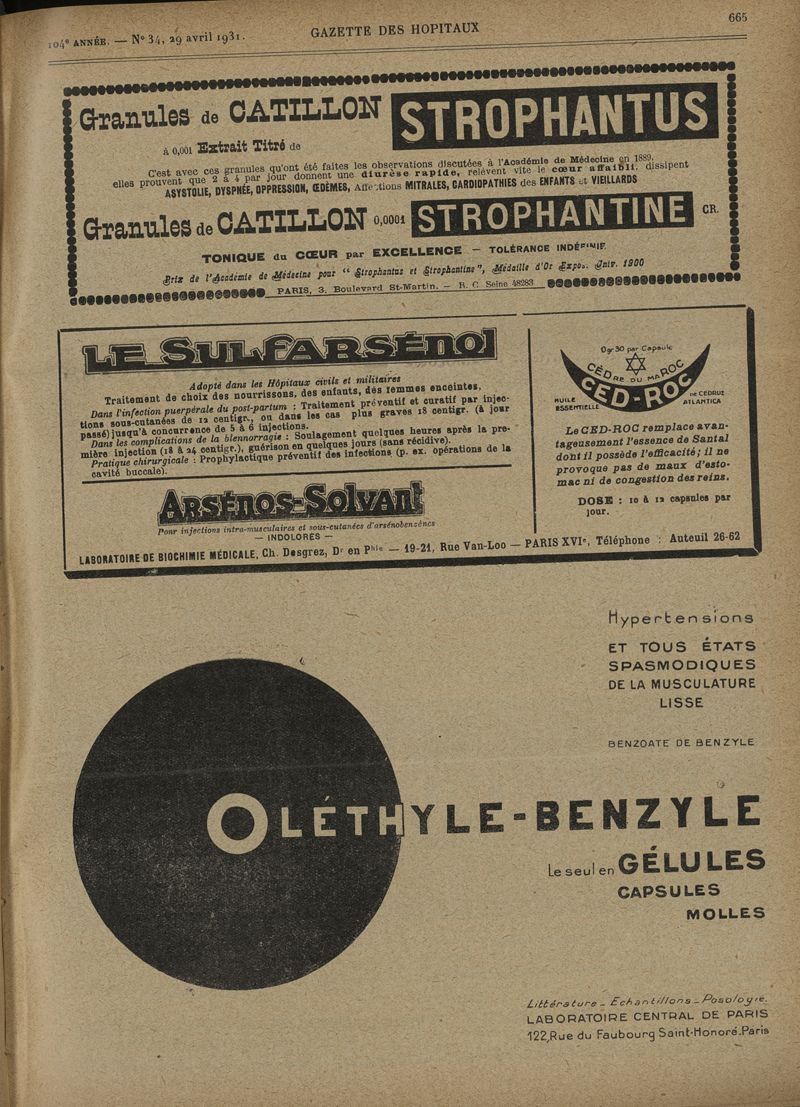 104e ANNÉE. — No 34, 29 avril 1931.
GAZETTE DES HOPITAUX
665
Granules de CATILLON STROPHANTUS
à 0,001 Extrait Titré de
C'est avec ces granules qu'ont été faites les observations discutées à l'Académie de Médecine en 1889,
elles prouvent que 2 à 4 par jour donnent une diurèse rapide, relèvent vite le cœur affaibli, dissipent
ASYSTOLIE, DYSPNÉE, OPPRESSION, ŒDÈMES, Affections MITRALES, CARDIOPATHIES des ENFANTS et VIEILLARDS
Granules de CATILLON 0,0001 STROPHANTINE CR.
TONIQUE du CŒUR par EXCELLENCE — TOLÉRANCE INDÉFINIE
Prix de l'Académie de Médecine pour " Strophantus et Strophantine ", Médaille d'Or Expos. Univ. 1900
PARIS, 3, Boulevard St-Martin. — R. C. Seine 48283
LE SULFARSÉNOL
Adopté dans les Hôpitaux civils et militaires
Traitement de choix des nourrissons, des enfants, des femmes enceintes,
Dans l'infection puerpérale du post-partum : Traitement préventif et curatif par injec-
tions sous-cutanées de 12 centigr., ou dans les cas plus graves 18 centigr. (à jour
passé) jusqu'à concurrence de 5 à 6 injections.
Dans les complications de la blennorragie : Soulagement quelques heures après la pre-
mière injection (18 à 24 centigr.), guérison en quelques jours (sans récidive).
Pratique chirurgicale : Prophylactique préventif des infections (p. ex. opérations de la
cavité buccale).
ARSÉNOS-SOLVANT
Pour injections intra-musculaires et sous-cutanées d'arsénobenzènes
— INDOLORES —
0gr30 par Capsule
CÈDRE DU MAROC
CED-ROC
HUILE
ESSENTIELLE
DE CEDRUS
ATLANTICA
Le CED-ROC remplace avan-
tageusement l'essence de Santal
dont il possède l'efficacité; il ne
provoque pas de maux d'esto-
mac ni de congestion des reins.
DOSE : 10 à 12 capsules par
jour.
LABORATOIRE DE BIOCHIMIE MÉDICALE, Ch. Desgrez, Dr en Phie — 19-21, Rue Van-Loo — PARIS XVIe, Téléphone : Auteuil 26-62
Hypertensions
ET TOUS ÉTATS
SPASMODIQUES
DE LA MUSCULATURE
LISSE
BENZOATE DE BENZYLE
OLÉTHYLE-BENZYLE
Le seul en GÉLULES
CAPSULES
MOLLES
Littérature _ Echantillons _ Posologie.
LABORATOIRE CENTRAL DE PARIS
122, Rue du Faubourg Saint-Honoré-Paris